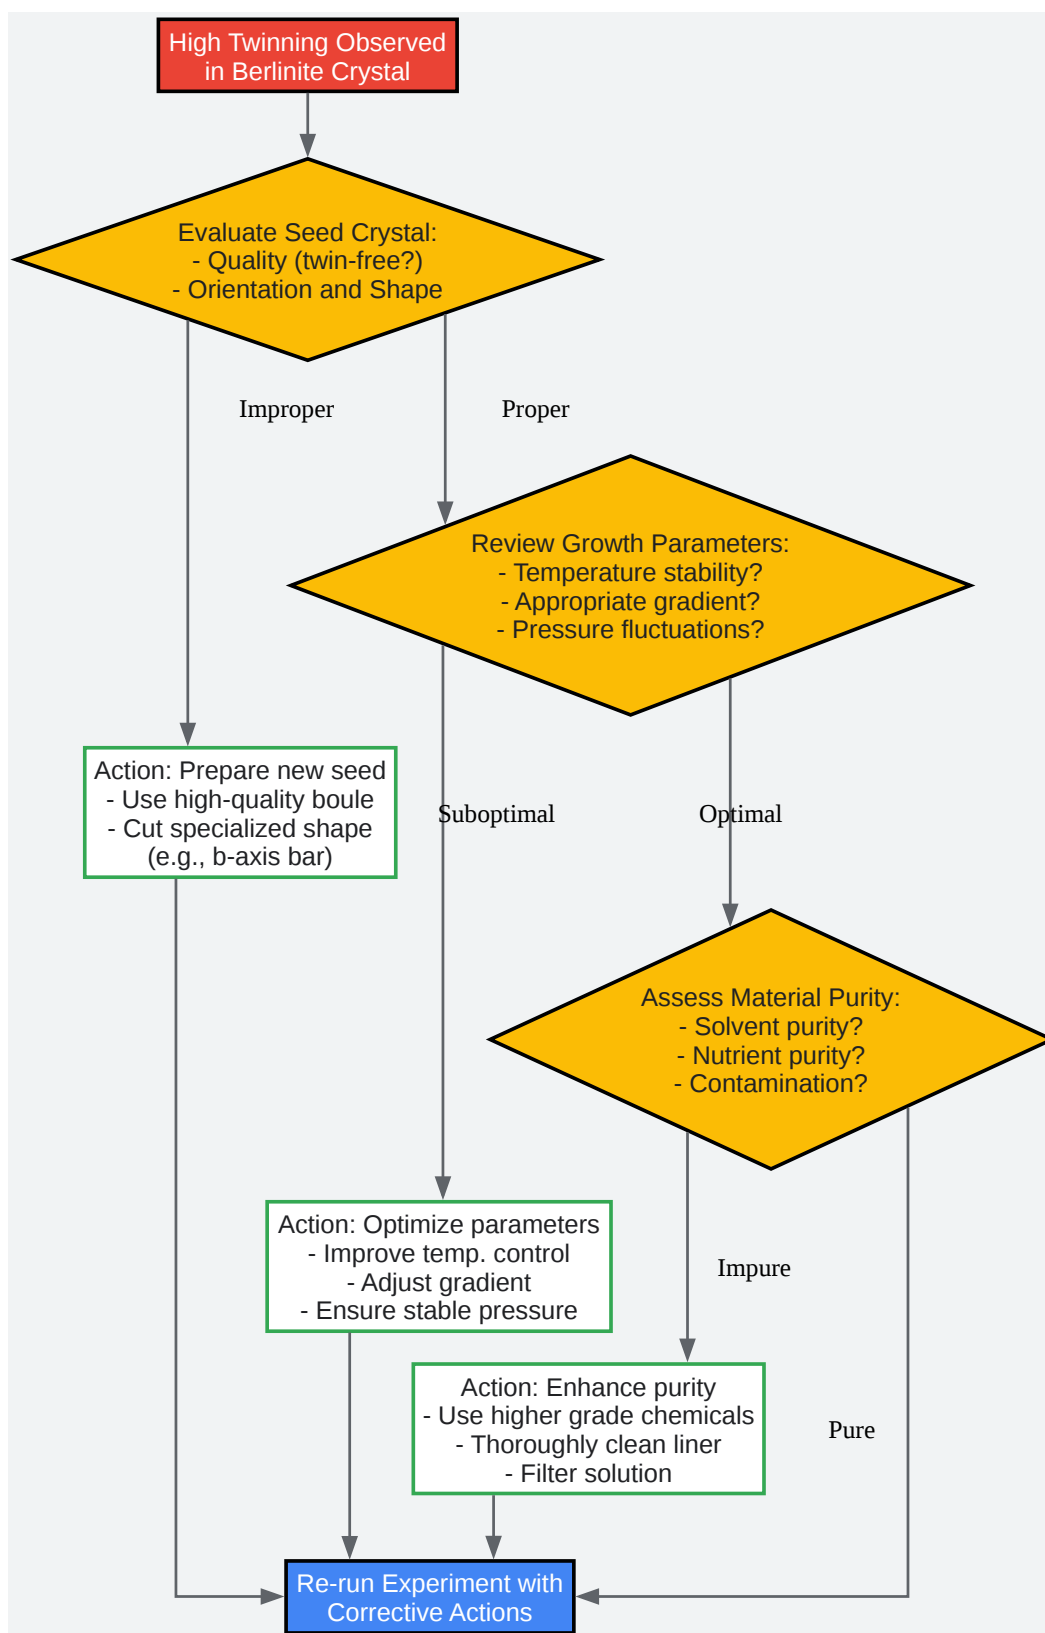 High Twinning Observed
in Berlinite Crystal
Evaluate Seed Crystal:
- Quality (twin-free?)
- Orientation and Shape
Improper
Proper
Review Growth Parameters:
- Temperature stability?
- Appropriate gradient?
- Pressure fluctuations?
Action: Prepare new seed
- Use high-quality boule
- Cut specialized shape
(e.g., b-axis bar)
Suboptimal
Optimal
Assess Material Purity:
- Solvent purity?
- Nutrient purity?
- Contamination?
Action: Optimize parameters
- Improve temp. control
- Adjust gradient
- Ensure stable pressure
Impure
Action: Enhance purity
- Use higher grade chemicals
- Thoroughly clean liner
- Filter solution
Pure
Re-run Experiment with
Corrective Actions